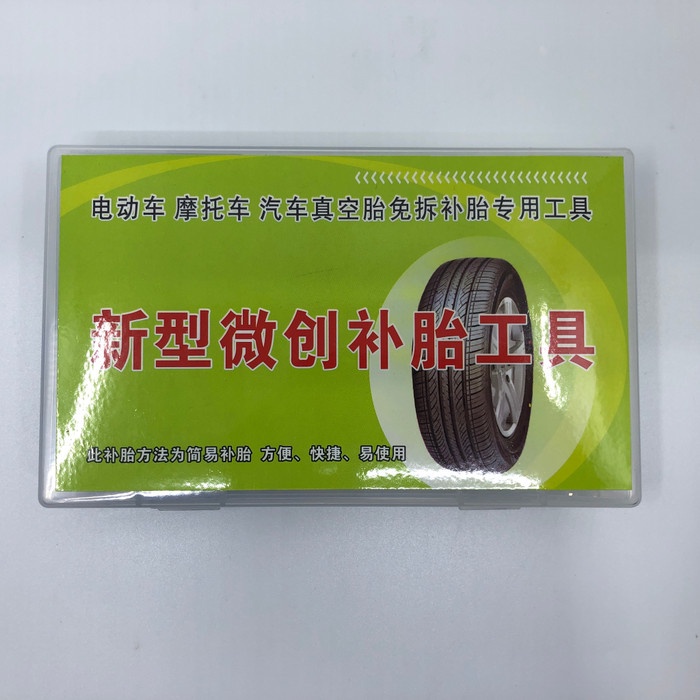 电动车 摩托车 汽车真空胎免拆补胎专用工具
新型微创补胎工具
此补胎方法为简易补胎 方便、快捷、易使用